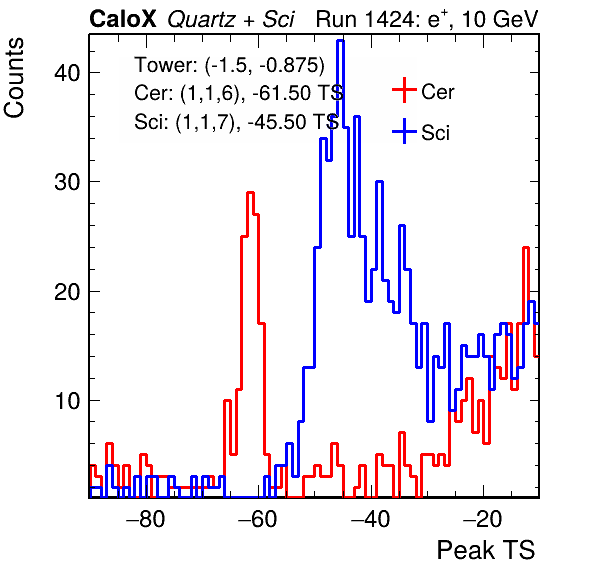 CaloX Quartz + Sci Run 1424: e+, 10 GeV
Counts
Tower: (-1.5, -0.875)
Cer: (1,1,6), -61.50 TS
Sci: (1,1,7), -45.50 TS
Cer
Sci
40
30
20
10
−80 −60 −40 −20
Peak TS